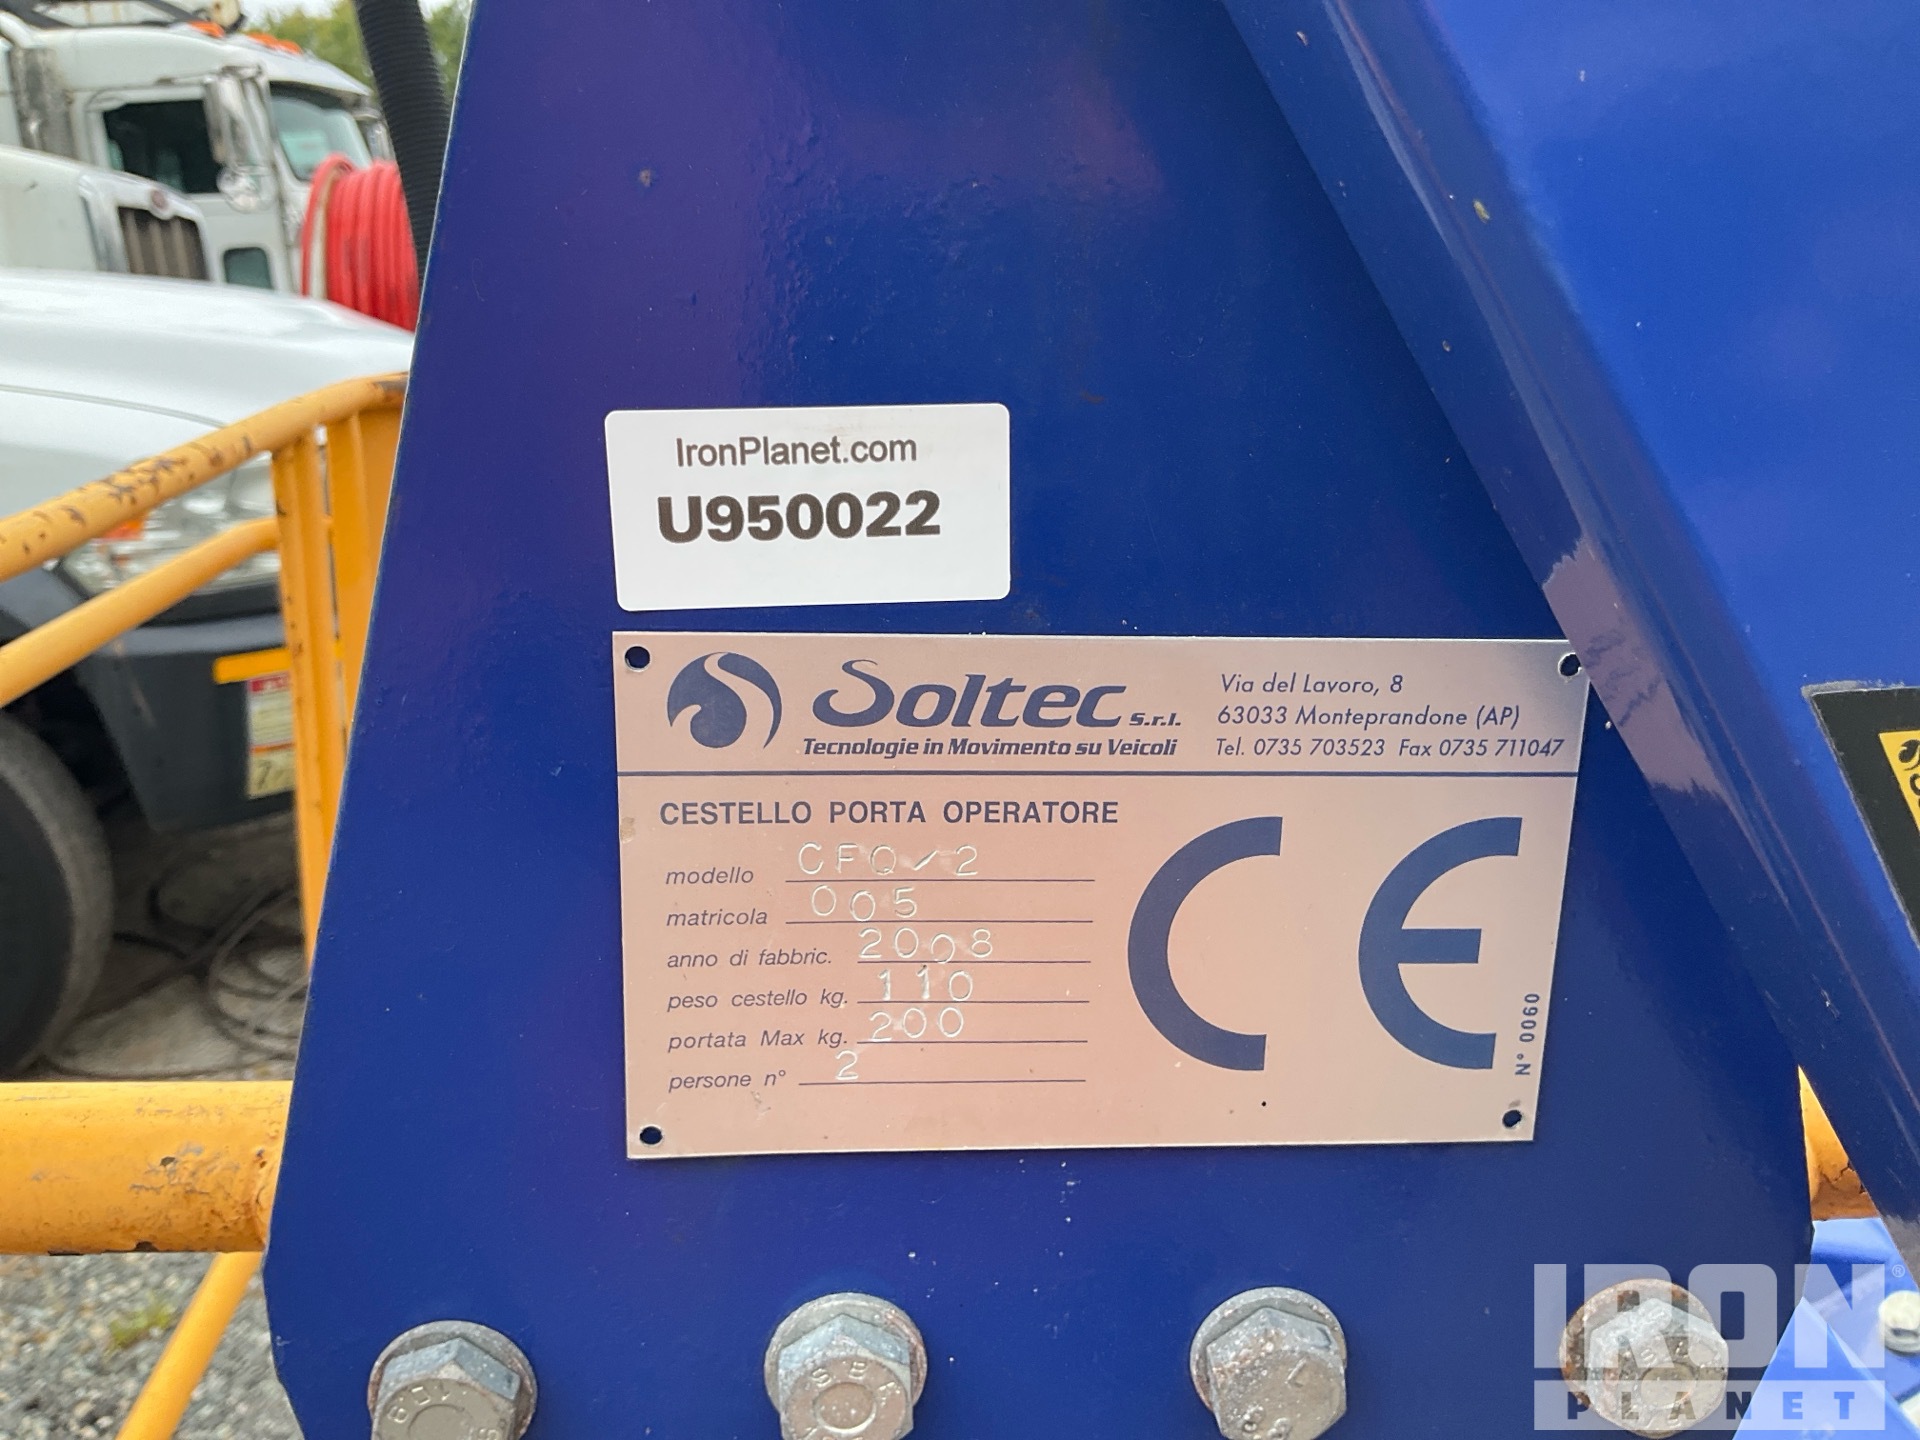 IronPlanet.com
U950022
Soltec s.r.l.
Tecnologie in Movimento su Veicoli
Via del Lavoro, 8
63033 Monteprandone (AP)
Tel. 0735 703523 Fax 0735 711047
CESTELLO PORTA OPERATORE
modello CFQ/2
matricola 005
anno di fabbric. 2008
peso cestello kg. 110
portata Max kg. 200
persone n° 2
CE
N° 0060
IRON®
PLANET